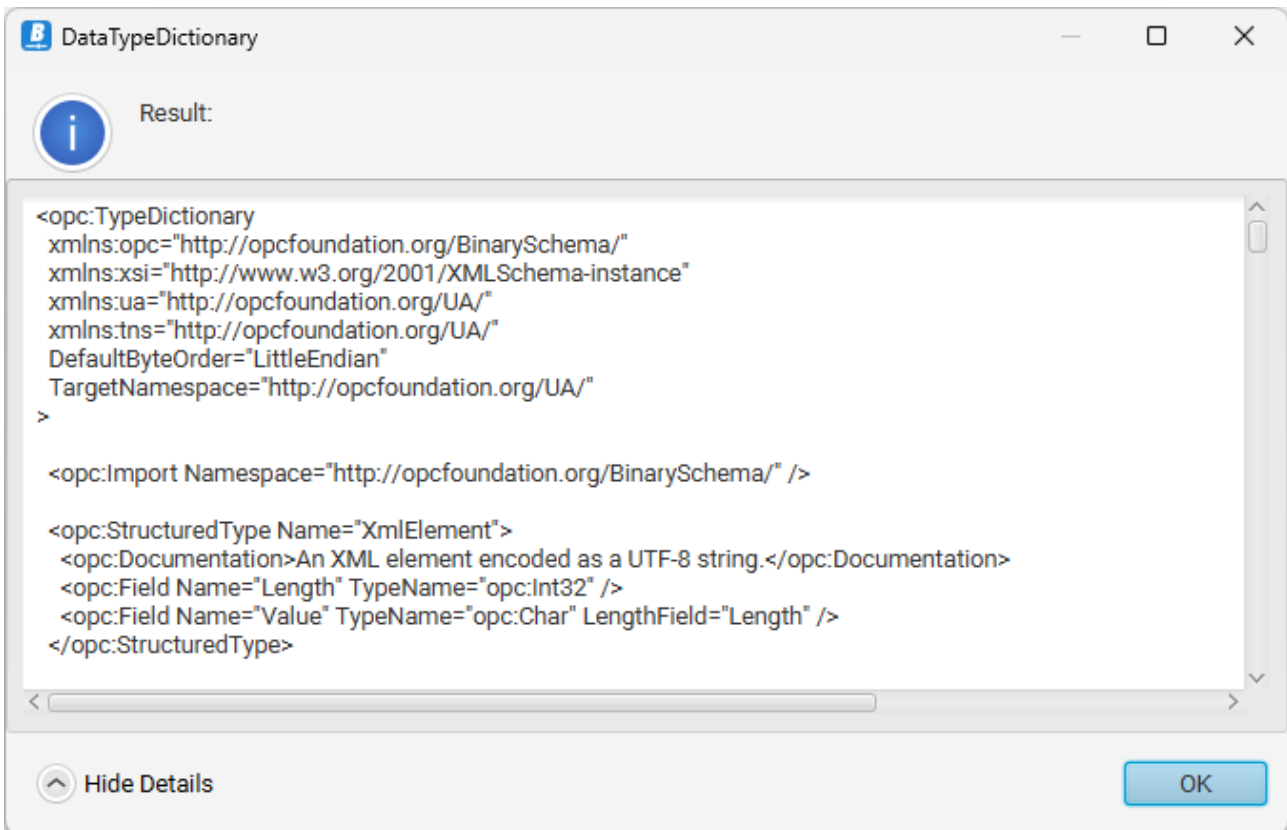 DataTypeDictionary
Result:
<opc:TypeDictionary
xmlns:opc="http://opcfoundation.org/BinarySchema/"
xmlns:xsi="http://www.w3.org/2001/XMLSchema-instance"
xmlns:ua="http://opcfoundation.org/UA/"
xmlns:tns="http://opcfoundation.org/UA/"
DefaultByteOrder="LittleEndian"
TargetNamespace="http://opcfoundation.org/UA/"
>
<opc:Import Namespace="http://opcfoundation.org/BinarySchema/" />
<opc:StructuredType Name="XmlElement">
<opc:Documentation>An XML element encoded as a UTF-8 string.</opc:Documentation>
<opc:Field Name="Length" TypeName="opc:Int32" />
<opc:Field Name="Value" TypeName="opc:Char" LengthField="Length" />
</opc:StructuredType>
Hide Details
OK